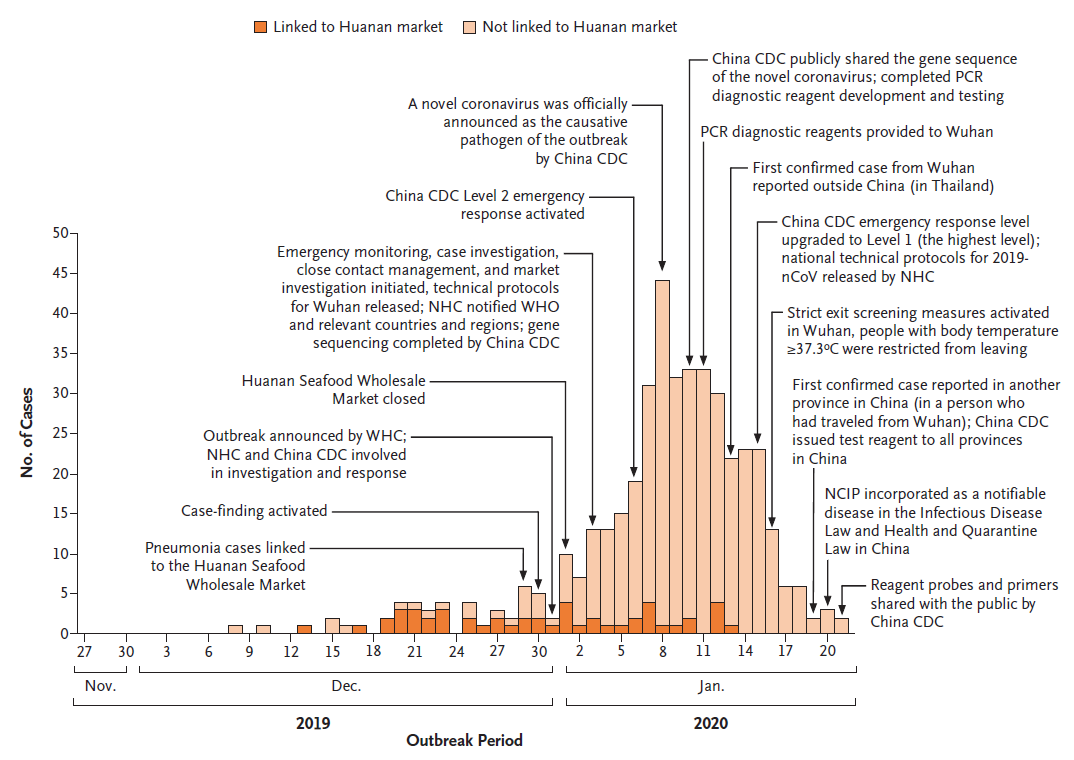 Linked to Huanan market
Not linked to Huanan market
China CDC publicly shared the gene sequence
of the novel coronavirus; completed PCR
diagnostic reagent development and testing
A novel coronavirus was officially
announced as the causative
pathogen of the outbreak
by China CDC
PCR diagnostic reagents provided to Wuhan
First confirmed case from Wuhan
reported outside China (in Thailand)
China CDC Level 2 emergency
response activated
China CDC emergency response level
upgraded to Level 1 (the highest level);
national technical protocols for 2019-
nCoV released by NHC
Emergency monitoring, case investigation,
close contact management, and market
investigation initiated, technical protocols
for Wuhan released; NHC notified WHO
and relevant countries and regions; gene
sequencing completed by China CDC
Strict exit screening measures activated
in Wuhan, people with body temperature
≥37.3ºC were restricted from leaving
Huanan Seafood Wholesale
Market closed
First confirmed case reported in another
province in China (in a person who
had traveled from Wuhan); China CDC
issued test reagent to all provinces
in China
Outbreak announced by WHC;
NHC and China CDC involved
in investigation and response
NCIP incorporated as a notifiable
disease in the Infectious Disease
Law and Health and Quarantine
Law in China
Case-finding activated
Pneumonia cases linked
to the Huanan Seafood
Wholesale Market
Reagent probes and primers
shared with the public by
China CDC
No. of Cases
50
45
40
35
30
25
20
15
10
5
0
27 30 3 6 9 12 15 18 21 24 27 30 2 5 8 11 14 17 20
Nov. Dec. Jan.
2019 2020
Outbreak Period